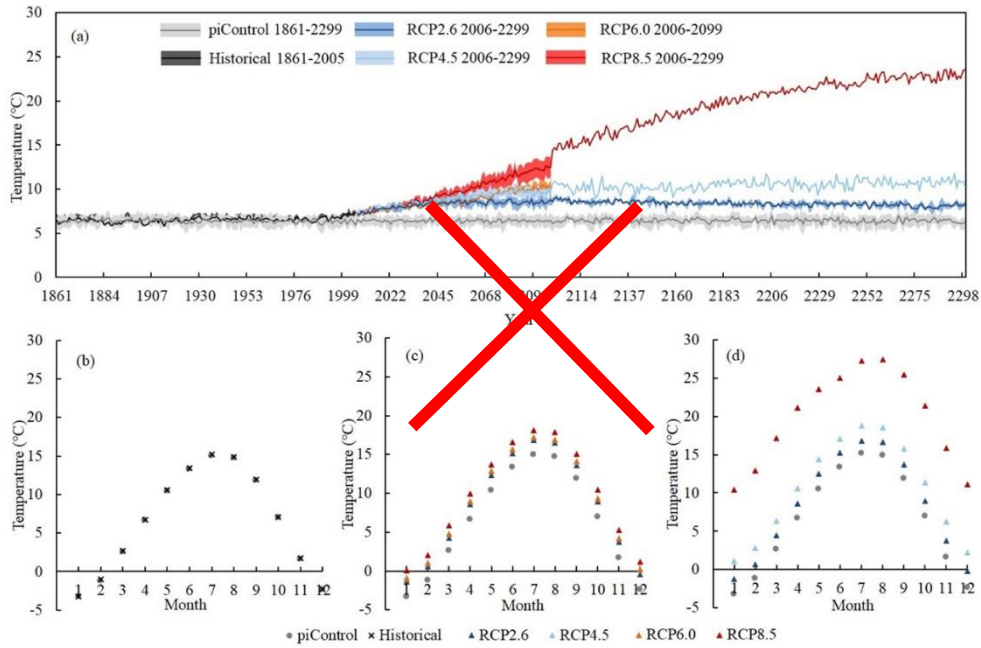 30
(a)
piControl 1861-2299
RCP2.6 2006-2299
RCP6.0 2006-2099
Historical 1861-2005
RCP4.5 2006-2299
RCP8.5 2006-2299
25
20
15
10
5
0
Temperature (°C)
1861 1884 1907 1930 1953 1976 1999 2022 2045 2068 2114 2137 2160 2183 2206 2229 2252 2275 2298
(b)
30
25
20
15
10
5
0
-5
Temperature (°C)
1 2 3 4 5 6 7 8 9 10 11 12
Month
(c)
30
25
20
15
10
5
0
-5
Temperature (°C)
1 2 3 4 5 6 7 8 9 10 11 12
Month
(d)
30
25
20
15
10
5
0
-5
Temperature (°C)
1 2 3 4 5 6 7 8 9 10 11 12
Month
piControl Historical RCP2.6 RCP4.5 RCP6.0 RCP8.5